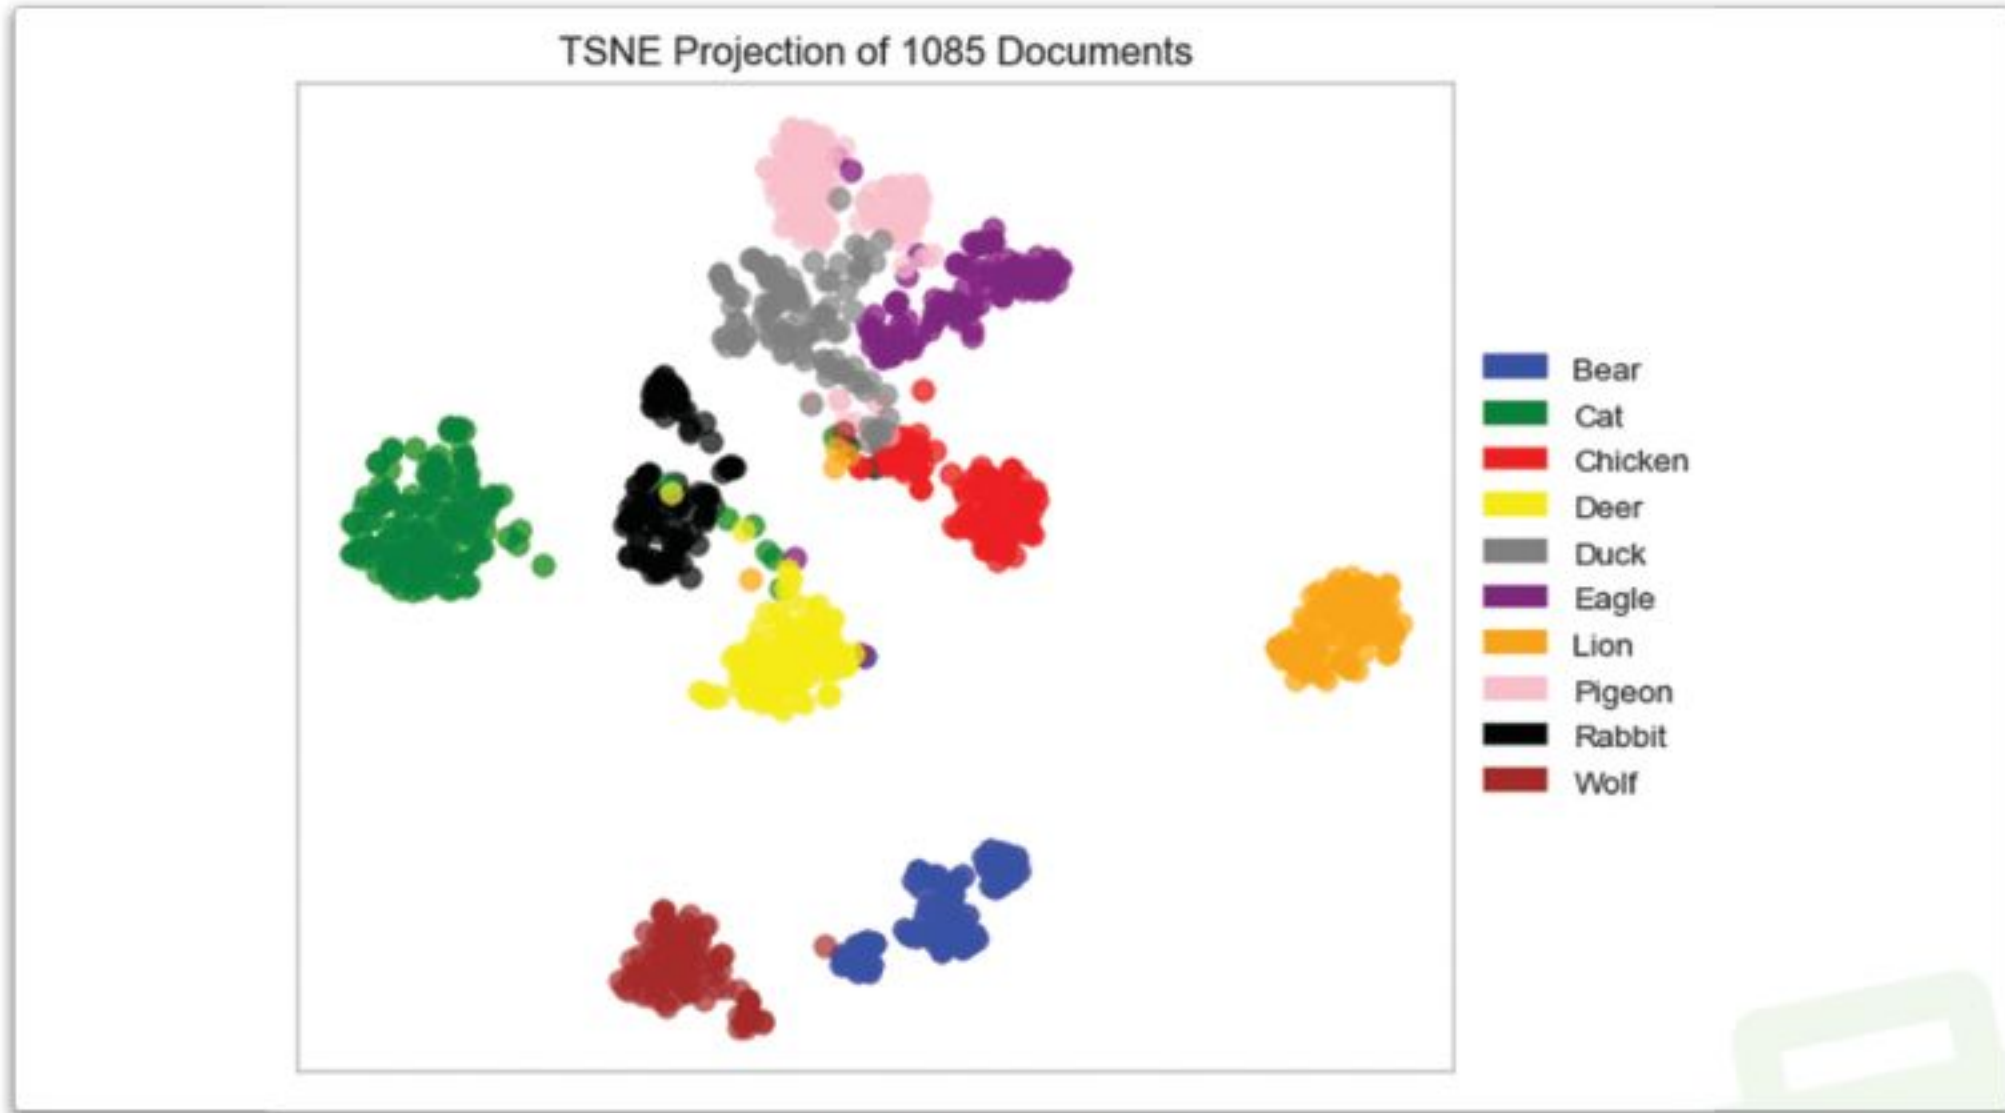 TSNE Projection of 1085 Documents
Bear
Cat
Chicken
Deer
Duck
Eagle
Lion
Pigeon
Rabbit
Wolf